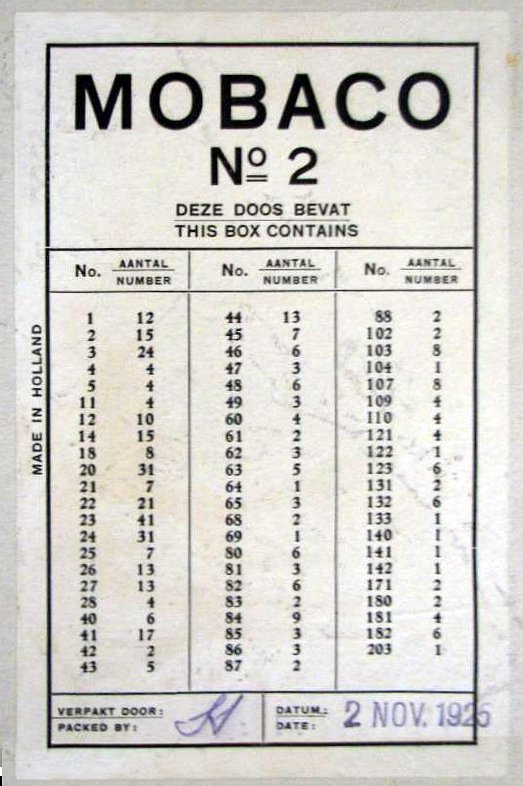 MOBACO
Nº 2
DEZE DOOS BEVAT
THIS BOX CONTAINS
No. AANTAL NUMBER No. AANTAL NUMBER No. AANTAL NUMBER
1 12 44 13 88 2
2 15 45 7 102 2
3 24 46 6 103 8
4 4 47 3 104 1
5 4 48 6 107 8
11 4 49 3 109 4
12 10 60 4 110 4
14 15 61 2 121 4
18 8 62 3 122 1
20 31 63 5 123 6
21 7 64 1 131 2
22 21 65 3 132 6
23 41 68 2 133 1
24 31 69 1 140 1
25 7 80 6 141 1
26 13 81 3 142 1
27 13 82 6 171 2
28 4 83 2 180 2
40 6 84 9 181 4
41 17 85 3 182 6
42 2 86 3 203 1
43 5 87 2
VERPAKT DOOR:
PACKED BY:
DATUM:
DATE:
2 NOV. 1925
MADE IN HOLLAND